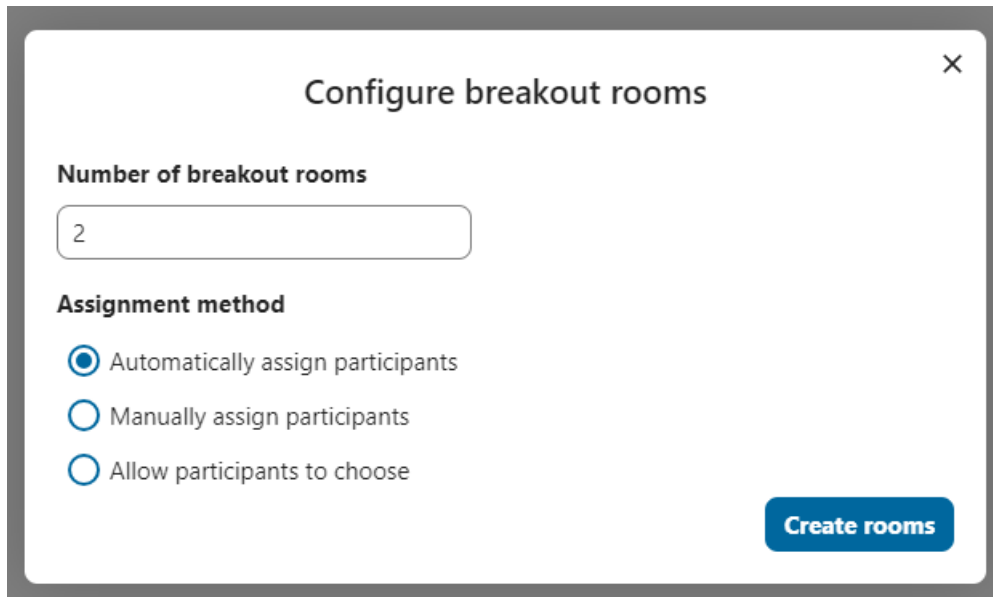 Configure breakout rooms
Number of breakout rooms
2
Assignment method
Automatically assign participants
Manually assign participants
Allow participants to choose
Create rooms